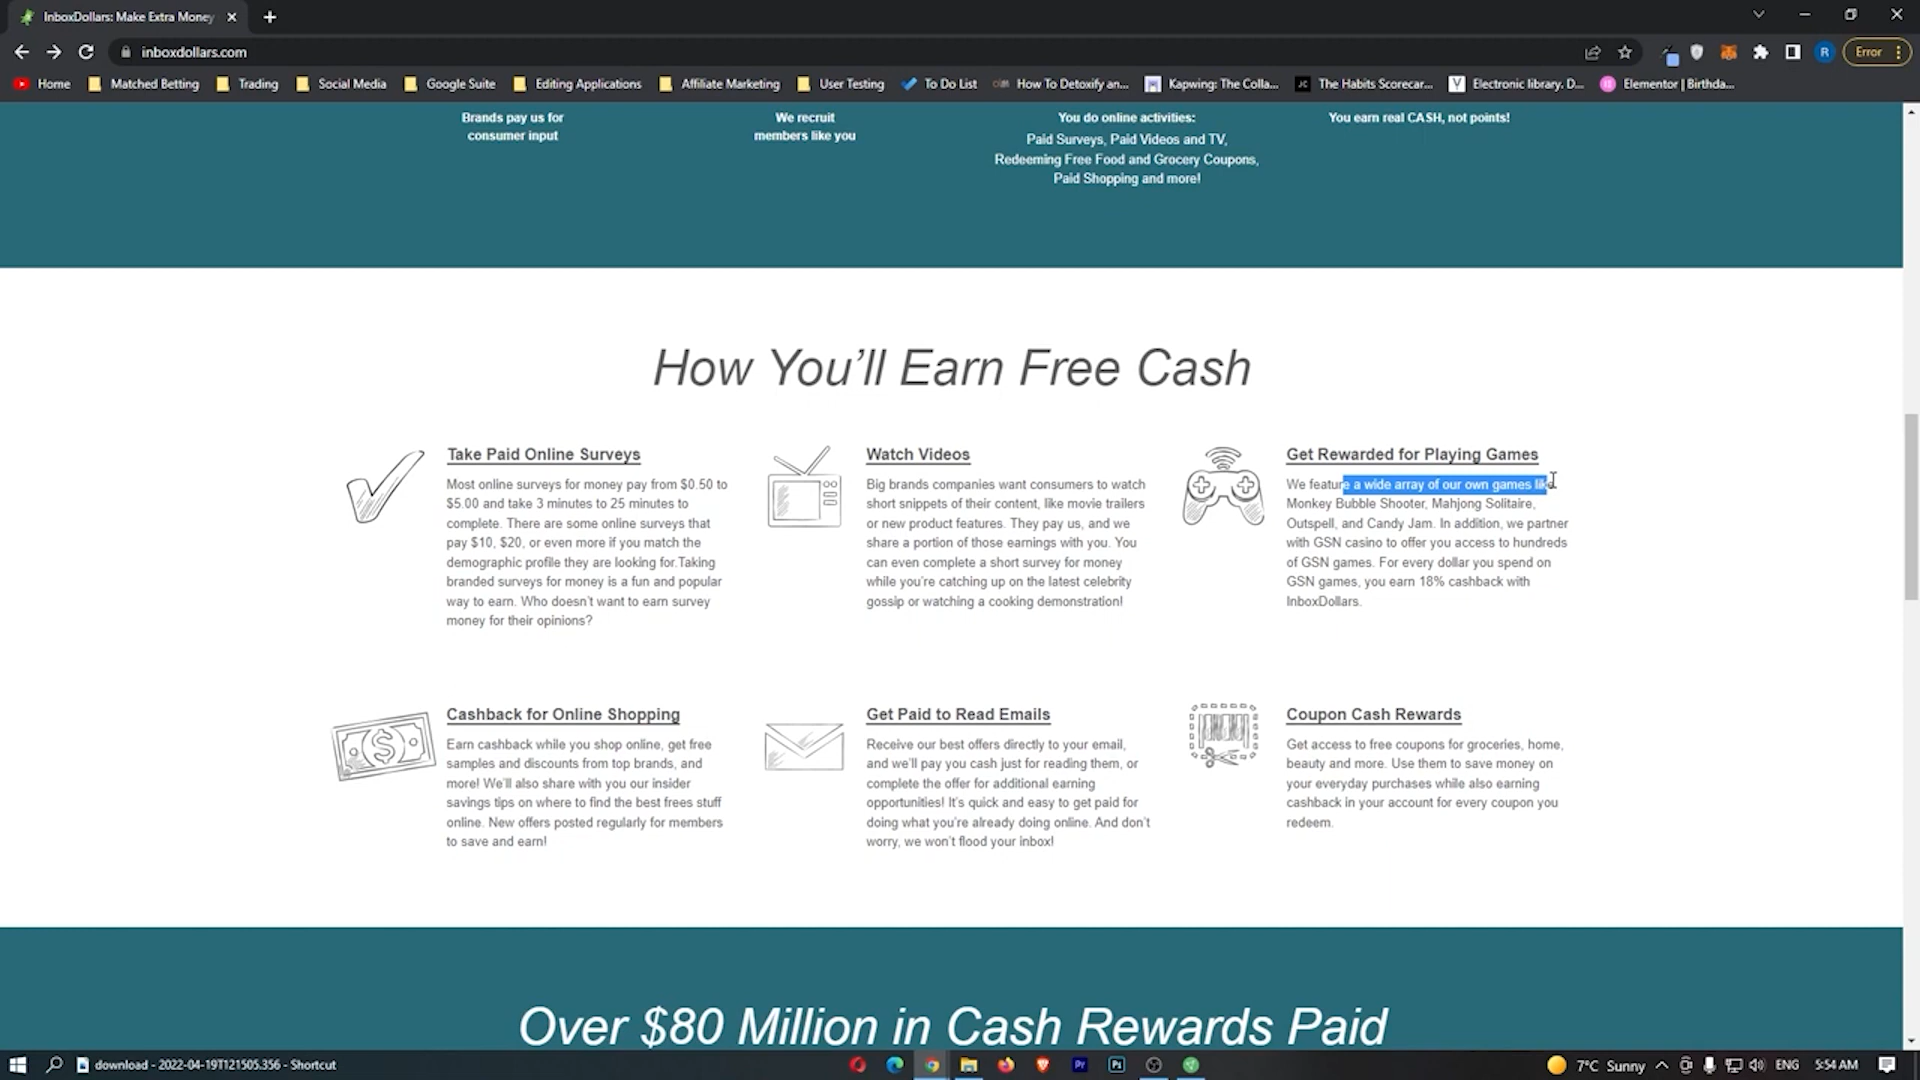 InboxDollars: Make Extra Money
inboxdollars.com
Error
Home
Matched Betting
Trading
Social Media
Google Suite
Editing Applications
Affiliate Marketing
User Testing
To Do List
How To Detoxify an...
Kapwing: The Colla...
The Habits Scorecar...
Electronic library. D...
Elementor | Birthda...
Brands pay us for
consumer input
We recruit
members like you
You do online activities:
Paid Surveys, Paid Videos and TV,
Redeeming Free Food and Grocery Coupons,
Paid Shopping and more!
You earn real CASH, not points!
How You'll Earn Free Cash
Take Paid Online Surveys
Most online surveys for money pay from $0.50 to
$5.00 and take 3 minutes to 25 minutes to
complete. There are some online surveys that
pay $10, $20, or even more if you match the
demographic profile they are looking for.Taking
branded surveys for money is a fun and popular
way to earn. Who doesn't want to earn survey
money for their opinions?
Watch Videos
Big brands companies want consumers to watch
short snippets of their content, like movie trailers
or new product features. They pay us, and we
share a portion of those earnings with you. You
can even complete a short survey for money
while you're catching up on the latest celebrity
gossip or watching a cooking demonstration!
Get Rewarded for Playing Games
We feature a wide array of our own games like
Monkey Bubble Shooter, Mahjong Solitaire,
Outspell, and Candy Jam. In addition, we partner
with GSN casino to offer you access to hundreds
of GSN games. For every dollar you spend on
GSN games, you earn 18% cashback with
InboxDollars.
Cashback for Online Shopping
Earn cashback while you shop online, get free
samples and discounts from top brands, and
more! We'll also share with you our insider
savings tips on where to find the best frees stuff
online. New offers posted regularly for members
to save and earn!
Get Paid to Read Emails
Receive our best offers directly to your email,
and we'll pay you cash just for reading them, or
complete the offer for additional earning
opportunities! It's quick and easy to get paid for
doing what you're already doing online. And don't
worry, we won't flood your inbox!
Coupon Cash Rewards
Get access to free coupons for groceries, home,
beauty and more. Use them to save money on
your everyday purchases while also earning
cashback in your account for every coupon you
redeem.
Over $80 Million in Cash Rewards Paid
download - 2022-04-19T121505.356 - Shortcut
7°C Sunny
ENG
5:54 AM